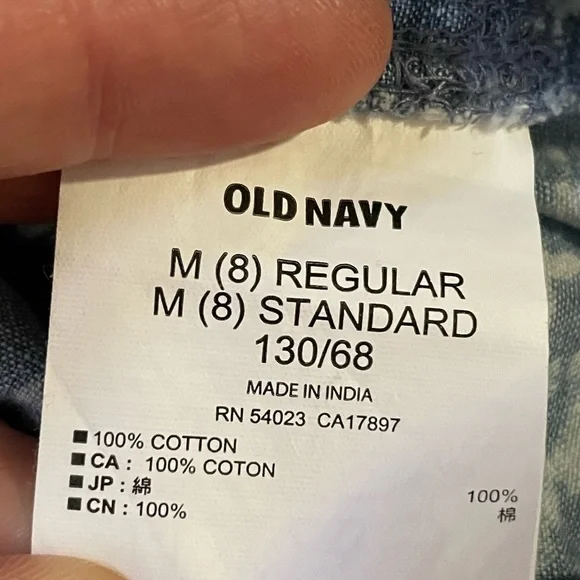 OLD NAVY
M (8) REGULAR
M (8) STANDARD
130/68
MADE IN INDIA
RN 54023 CA17897
100% COTTON
CA : 100% COTON
JP : 綿
CN : 100%
100%
棉